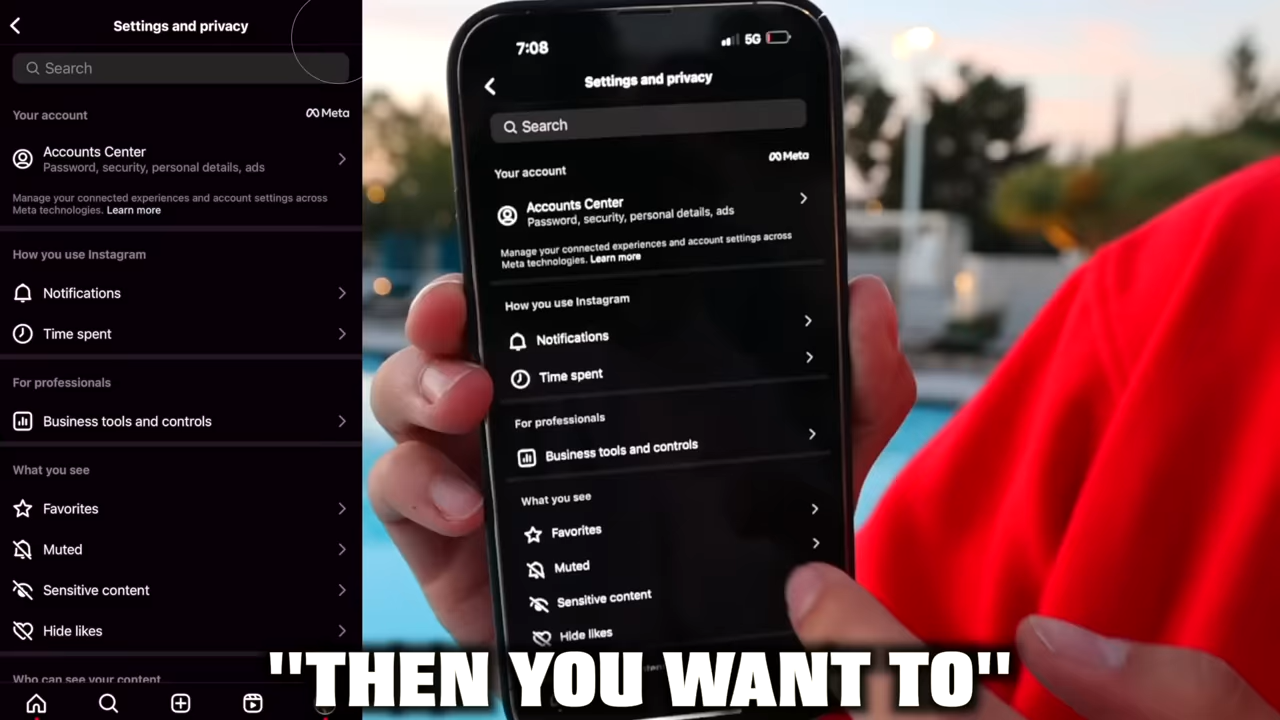 Settings and privacy
Search
Your account
Meta
Accounts Center
Password, security, personal details, ads
Manage your connected experiences and account settings across
Meta technologies. Learn more
How you use Instagram
Notifications
Time spent
For professionals
Business tools and controls
What you see
Favorites
Muted
Sensitive content
Hide likes
Who can see your content
7:08
5G
Settings and privacy
Search
Your account
Meta
Accounts Center
Password, security, personal details, ads
Manage your connected experiences and account settings across
Meta technologies. Learn more
How you use Instagram
Notifications
Time spent
For professionals
Business tools and controls
What you see
Favorites
Muted
Sensitive content
Hide likes
"THEN YOU WANT TO"